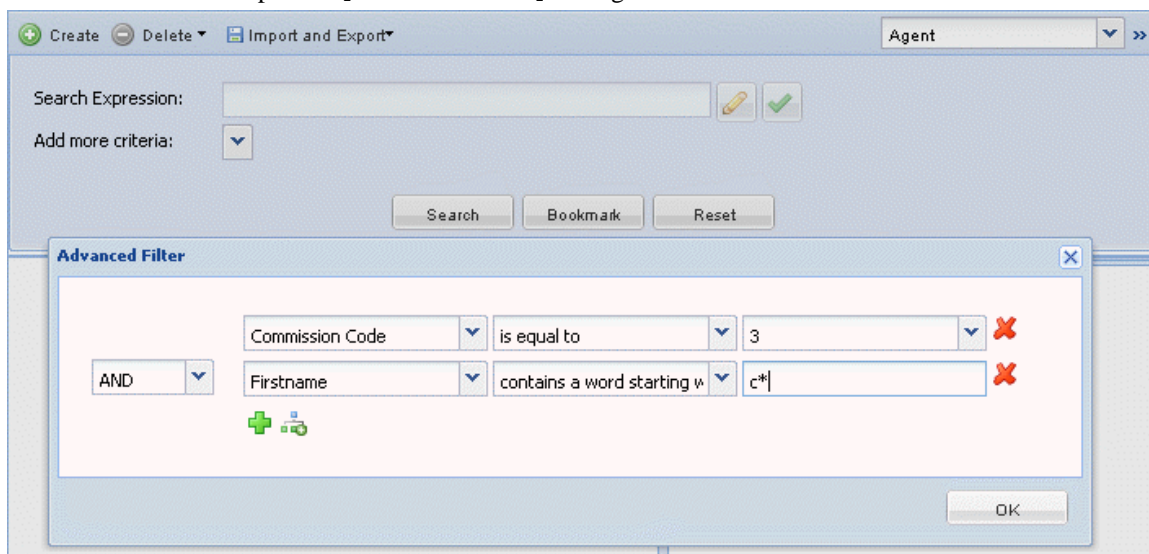 Create Delete Import and Export Agent
Search Expression:
Add more criteria:
Search Bookmark Reset
Advanced Filter
Commission Code is equal to 3
AND Firstname contains a word starting w c*
OK